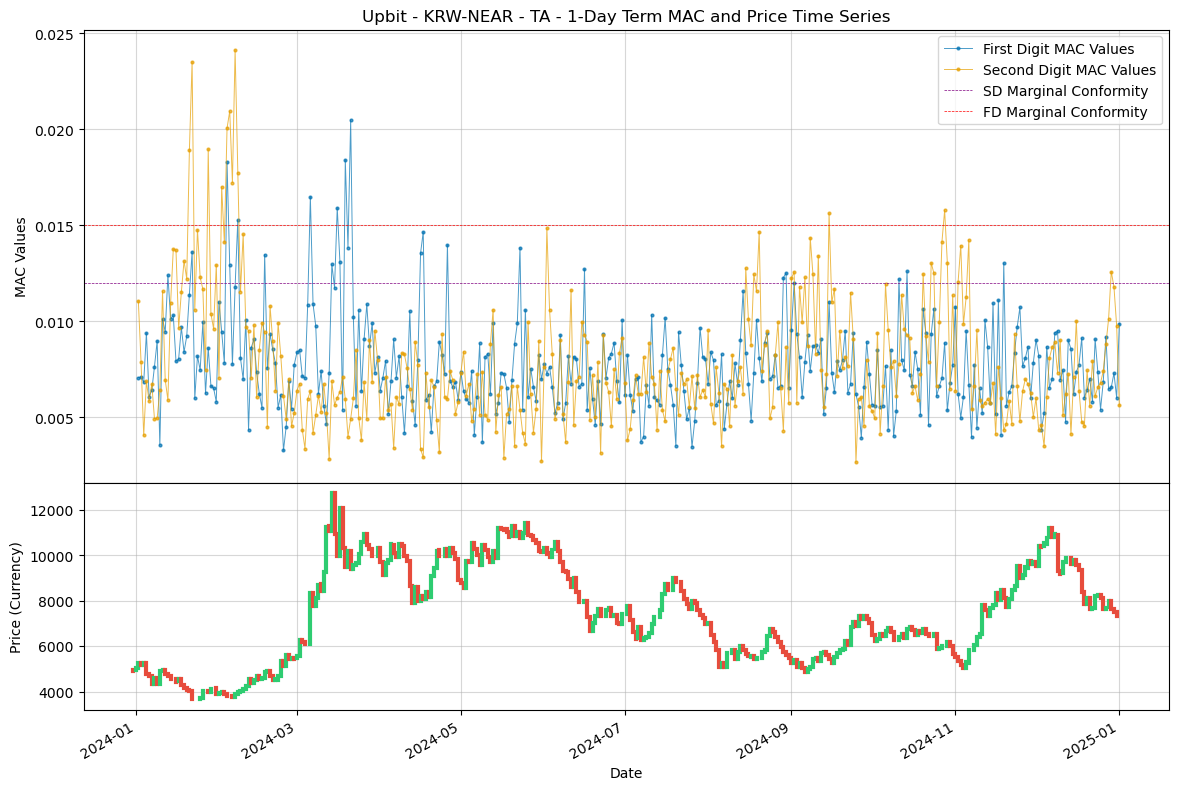 Upbit - KRW-NEAR - TA - 1-Day Term MAC and Price Time Series
First Digit MAC Values
Second Digit MAC Values
SD Marginal Conformity
FD Marginal Conformity
MAC Values
0.025
0.020
0.015
0.010
0.005
Price (Currency)
12000
10000
8000
6000
4000
2024-01
2024-03
2024-05
2024-07
2024-09
2024-11
2025-01
Date